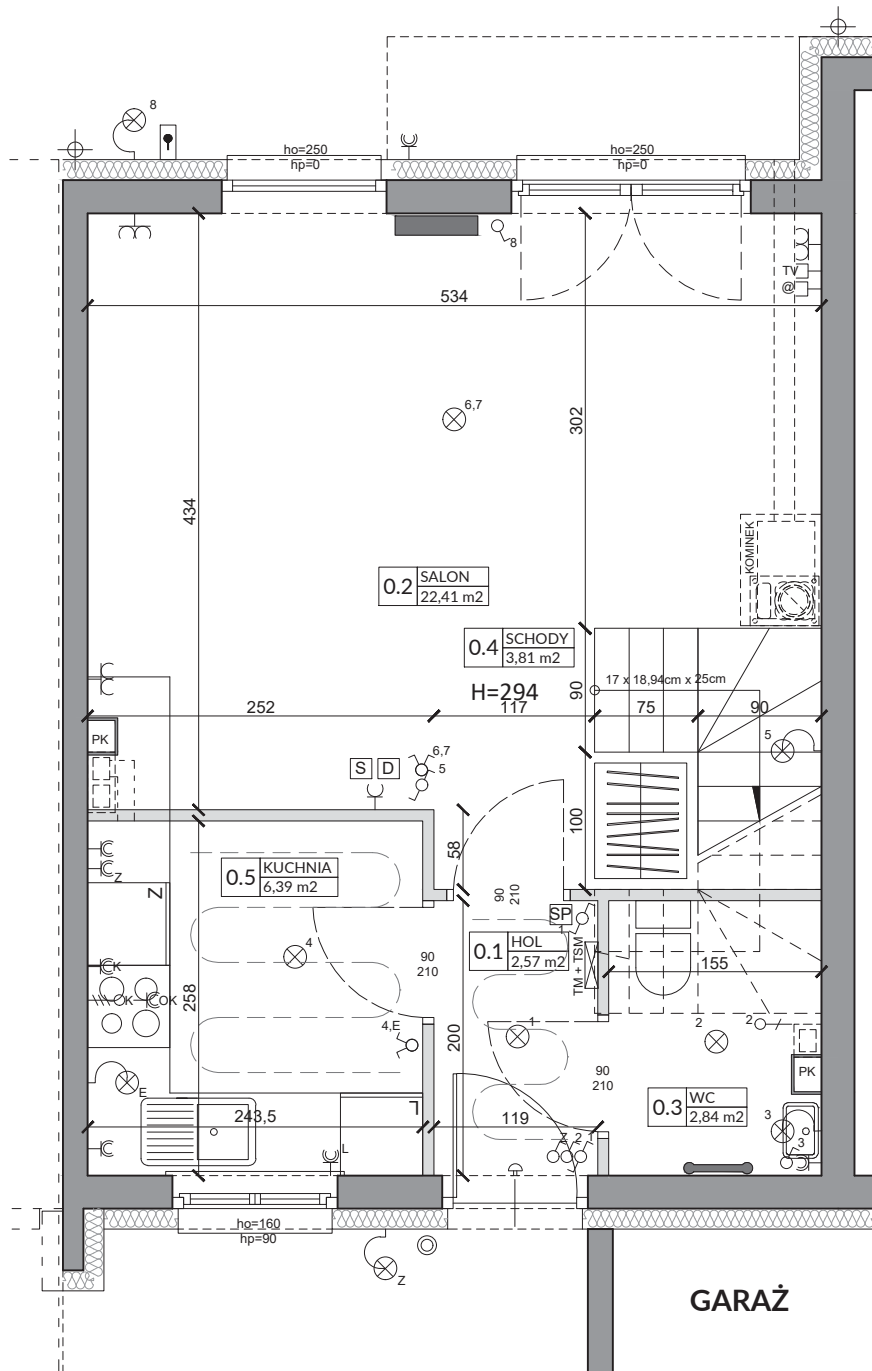 8
ho=250
hp=0
ho=250
hp=0
8
TV
@
534
6,7
302
434
KOMINEK
0.2
SALON
22,41 m2
0.4
SCHODY
3,81 m2
H=294
17 x 18,94cm x 25cm
90
252
117
75
90
5
PK
6,7
5
S
D
100
58
Z
Z
0.5
KUCHNIA
6,39 m2
90
210
SP
1
0.1
HOL
2,57 m2
TM + TSM
155
4
90
210
K
OK
OK
258
4,E
200
1
2
2
90
210
PK
E
0.3
WC
2,84 m2
243,5
119
3
3
L
L
Z
2
1
ho=160
hp=90
Z
GARAŻ